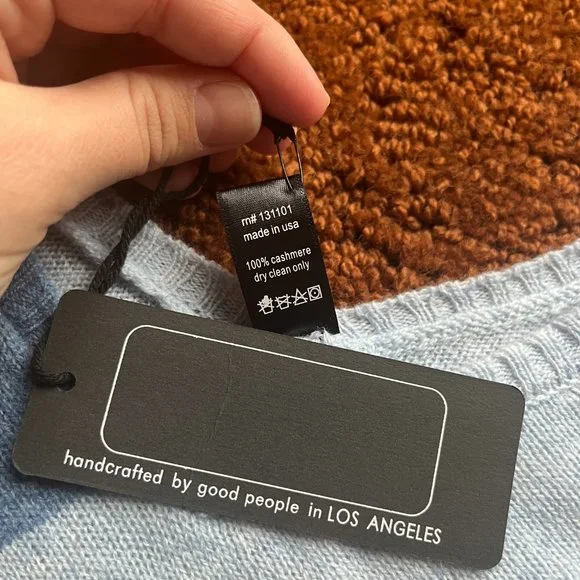 rn# 131101
made in usa
100% cashmere
dry clean only
handcrafted by good people in LOS ANGELES